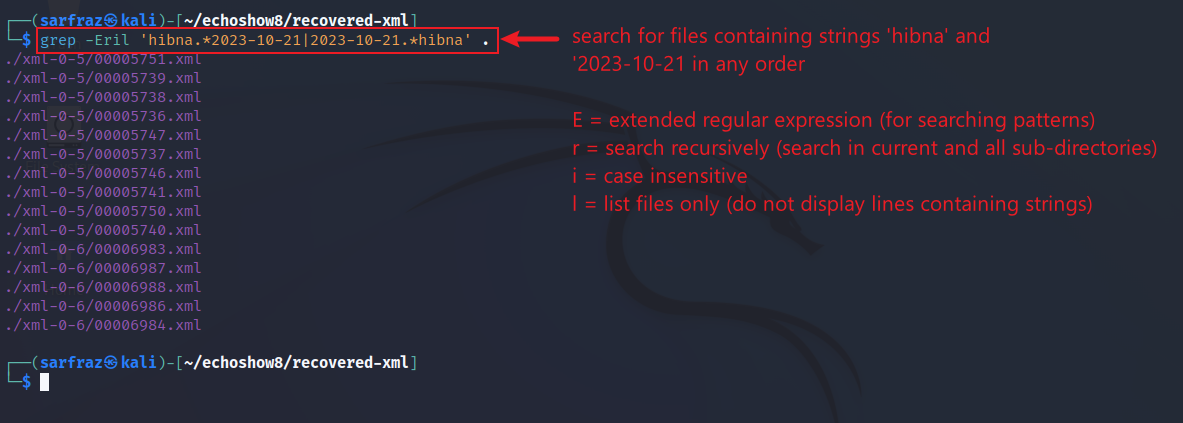 ┌──(sarfraz㉿kali)-[~/echoshow8/recovered-xml]
└─$ grep -Eril 'hibna.*2023-10-21|2023-10-21.*hibna' .
./xml-0-5/00005751.xml
./xml-0-5/00005739.xml
./xml-0-5/00005738.xml
./xml-0-5/00005736.xml
./xml-0-5/00005747.xml
./xml-0-5/00005737.xml
./xml-0-5/00005746.xml
./xml-0-5/00005741.xml
./xml-0-5/00005750.xml
./xml-0-5/00005740.xml
./xml-0-6/00006983.xml
./xml-0-6/00006987.xml
./xml-0-6/00006988.xml
./xml-0-6/00006986.xml
./xml-0-6/00006984.xml
┌──(sarfraz㉿kali)-[~/echoshow8/recovered-xml]
└─$
search for files containing strings 'hibna' and
'2023-10-21 in any order
E = extended regular expression (for searching patterns)
r = search recursively (search in current and all sub-directories)
i = case insensitive
l = list files only (do not display lines containing strings)